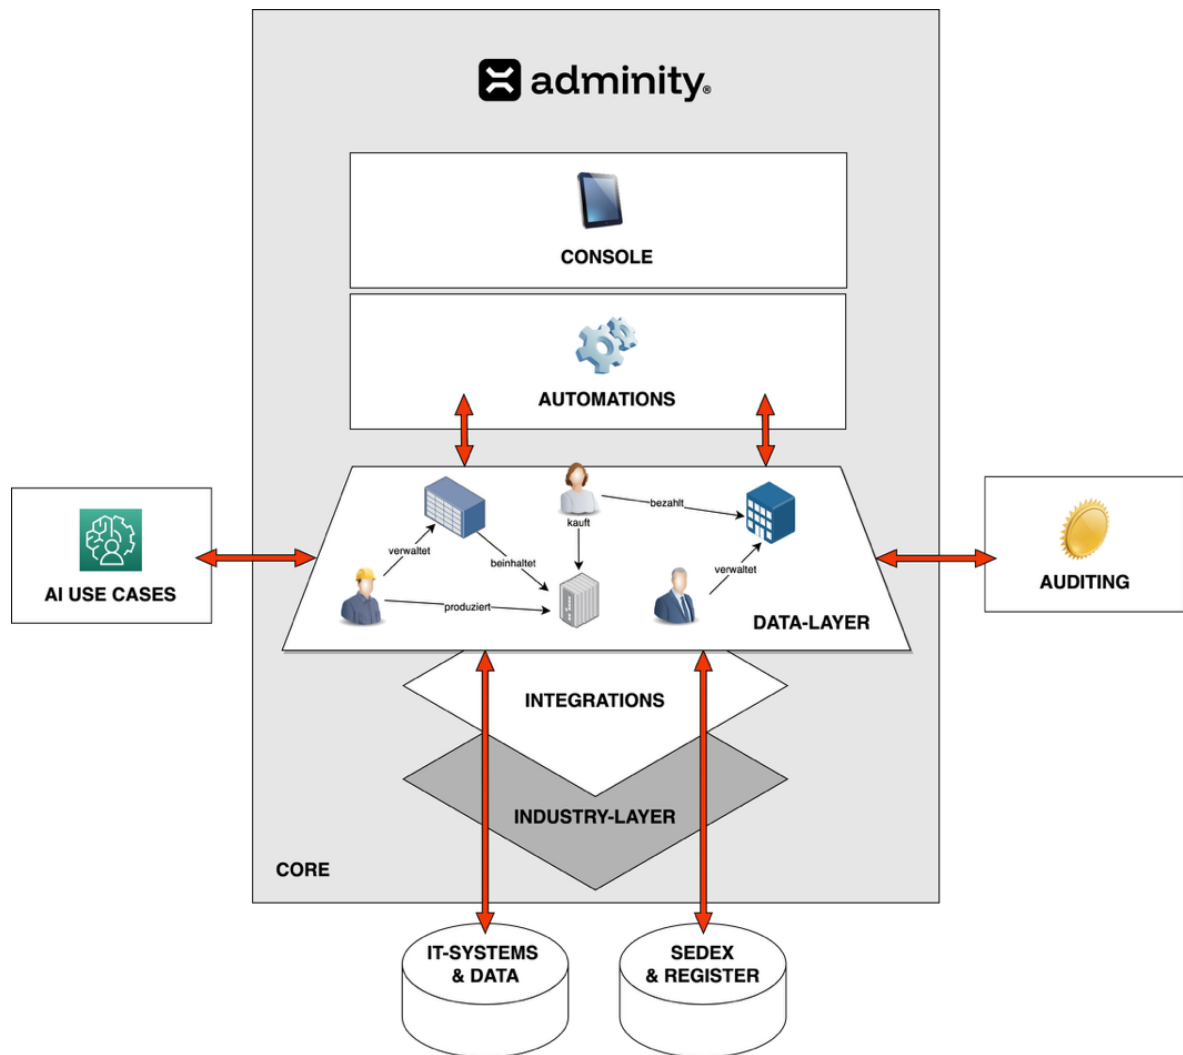 adminity®
CONSOLE
AUTOMATIONS
kauft
bezahlt
verwaltet
beinhaltet
verwaltet
produziert
DATA-LAYER
AI USE CASES
AUDITING
INTEGRATIONS
INDUSTRY-LAYER
CORE
IT-SYSTEMS
& DATA
SEDEX
& REGISTER